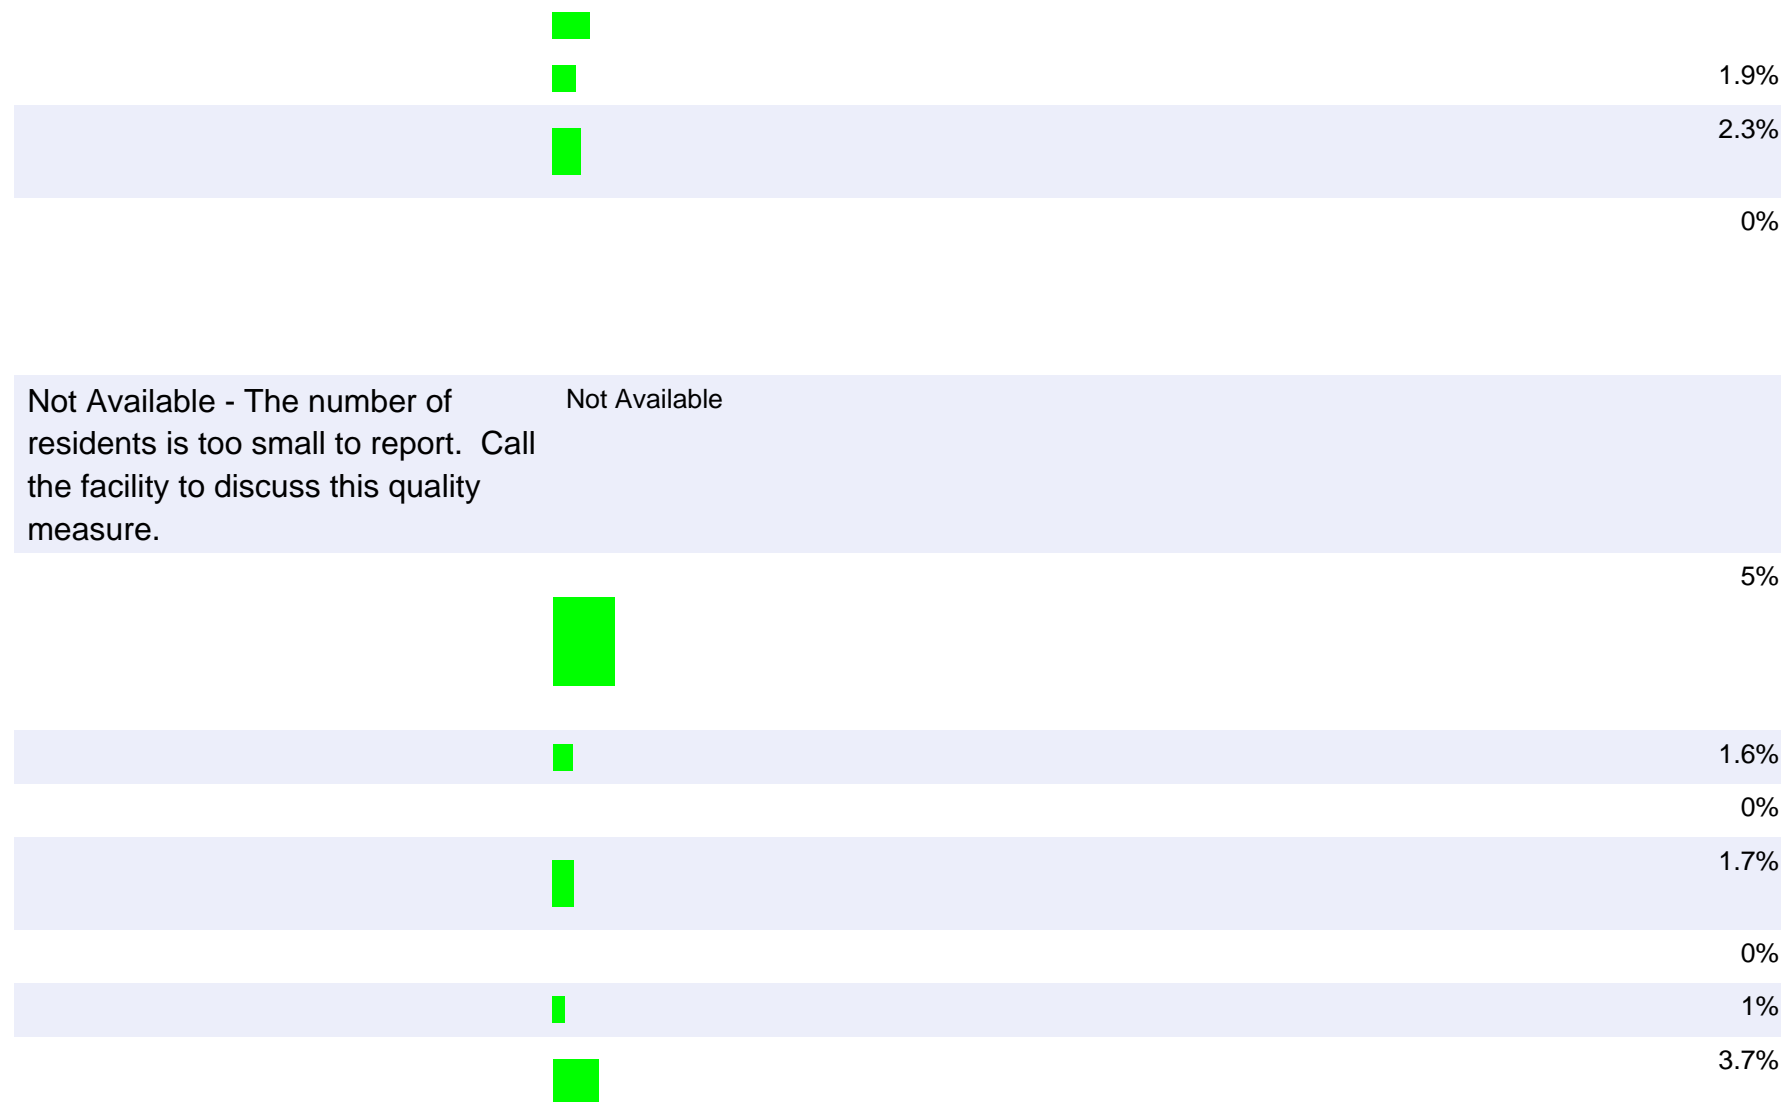 1.9%
2.3%
0%
Not Available - The number of
residents is too small to report.  Call
the facility to discuss this quality
measure.
Not Available
5%
1.6%
0%
1.7%
0%
1%
3.7%